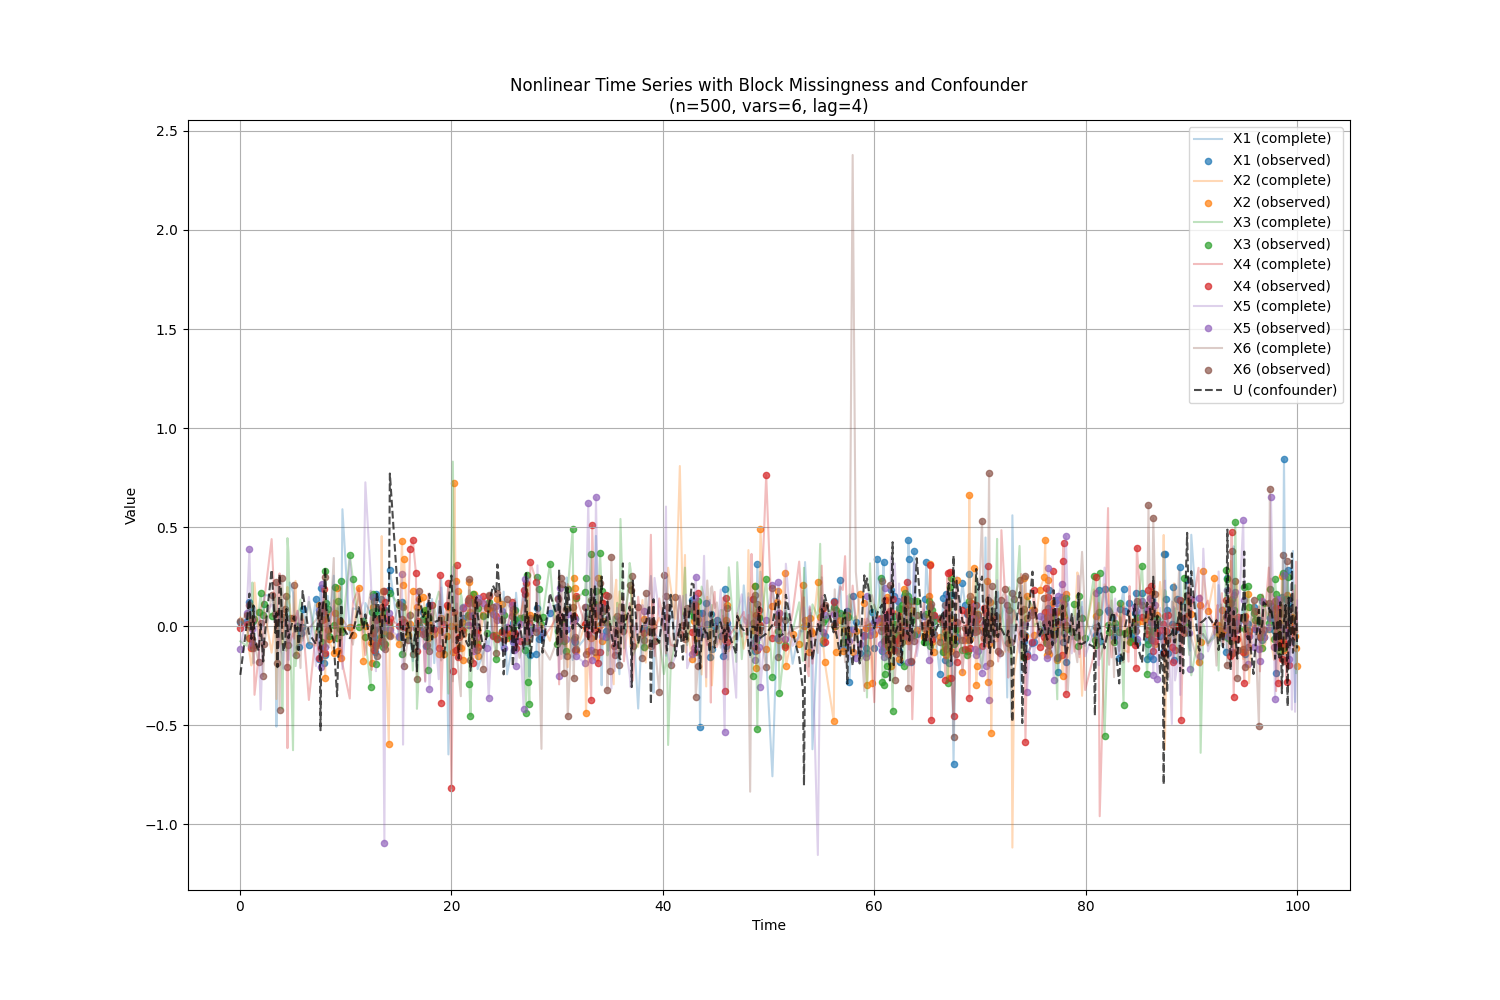 Nonlinear Time Series with Block Missingness and Confounder
(n=500, vars=6, lag=4)
2.5
2.0
1.5
1.0
0.5
0.0
−0.5
−1.0
Value
X1 (complete)
X1 (observed)
X2 (complete)
X2 (observed)
X3 (complete)
X3 (observed)
X4 (complete)
X4 (observed)
X5 (complete)
X5 (observed)
X6 (complete)
X6 (observed)
U (confounder)
0 20 40 60 80 100
Time